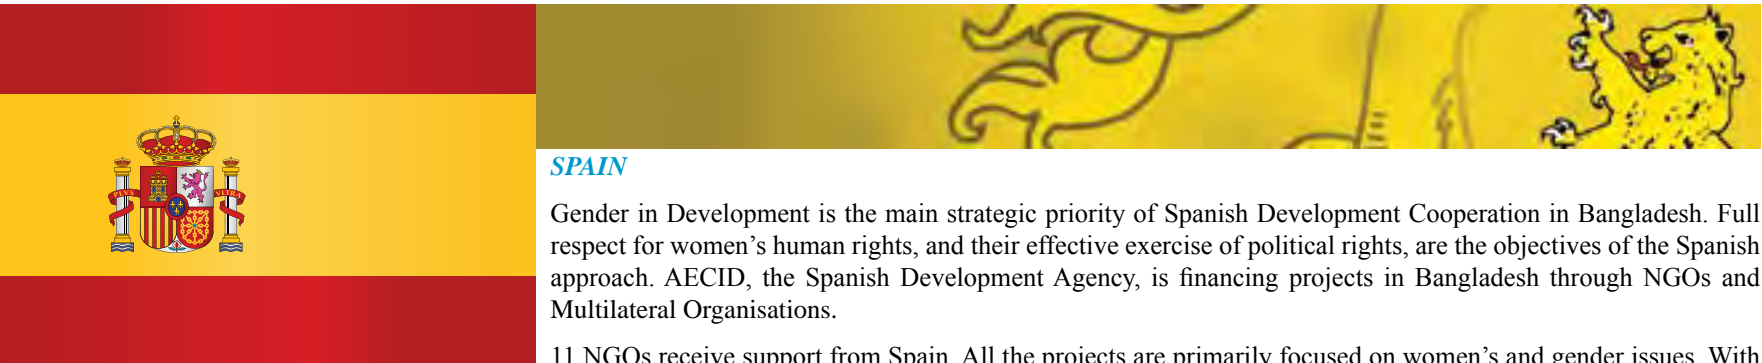 PLVS
VLTRA
SPAIN
Gender in Development is the main strategic priority of Spanish Development Cooperation in Bangladesh. Full
respect for women’s human rights, and their effective exercise of political rights, are the objectives of the Spanish
approach. AECID, the Spanish Development Agency, is financing projects in Bangladesh through NGOs and
Multilateral Organisations.
11 NGOs receive support from Spain. All the projects are primarily focused on women’s and gender issues. With